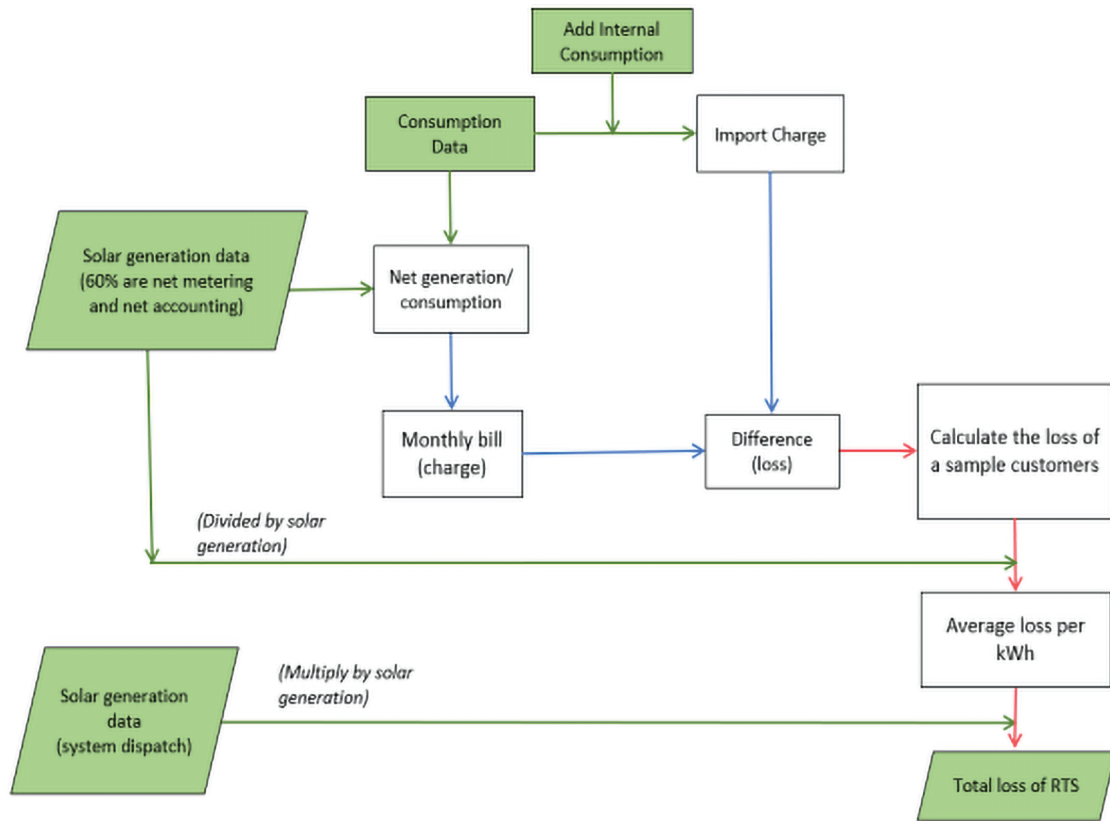 Add Internal
Consumption
Consumption
Data
Import Charge
Solar generation data
(60% are net metering
and net accounting)
Net generation/
consumption
Monthly bill
(charge)
Difference
(loss)
Calculate the loss of
a sample customers
(Divided by solar
generation)
Average loss per
kWh
Solar generation
data
(system dispatch)
(Multiply by solar
generation)
Total loss of RTS